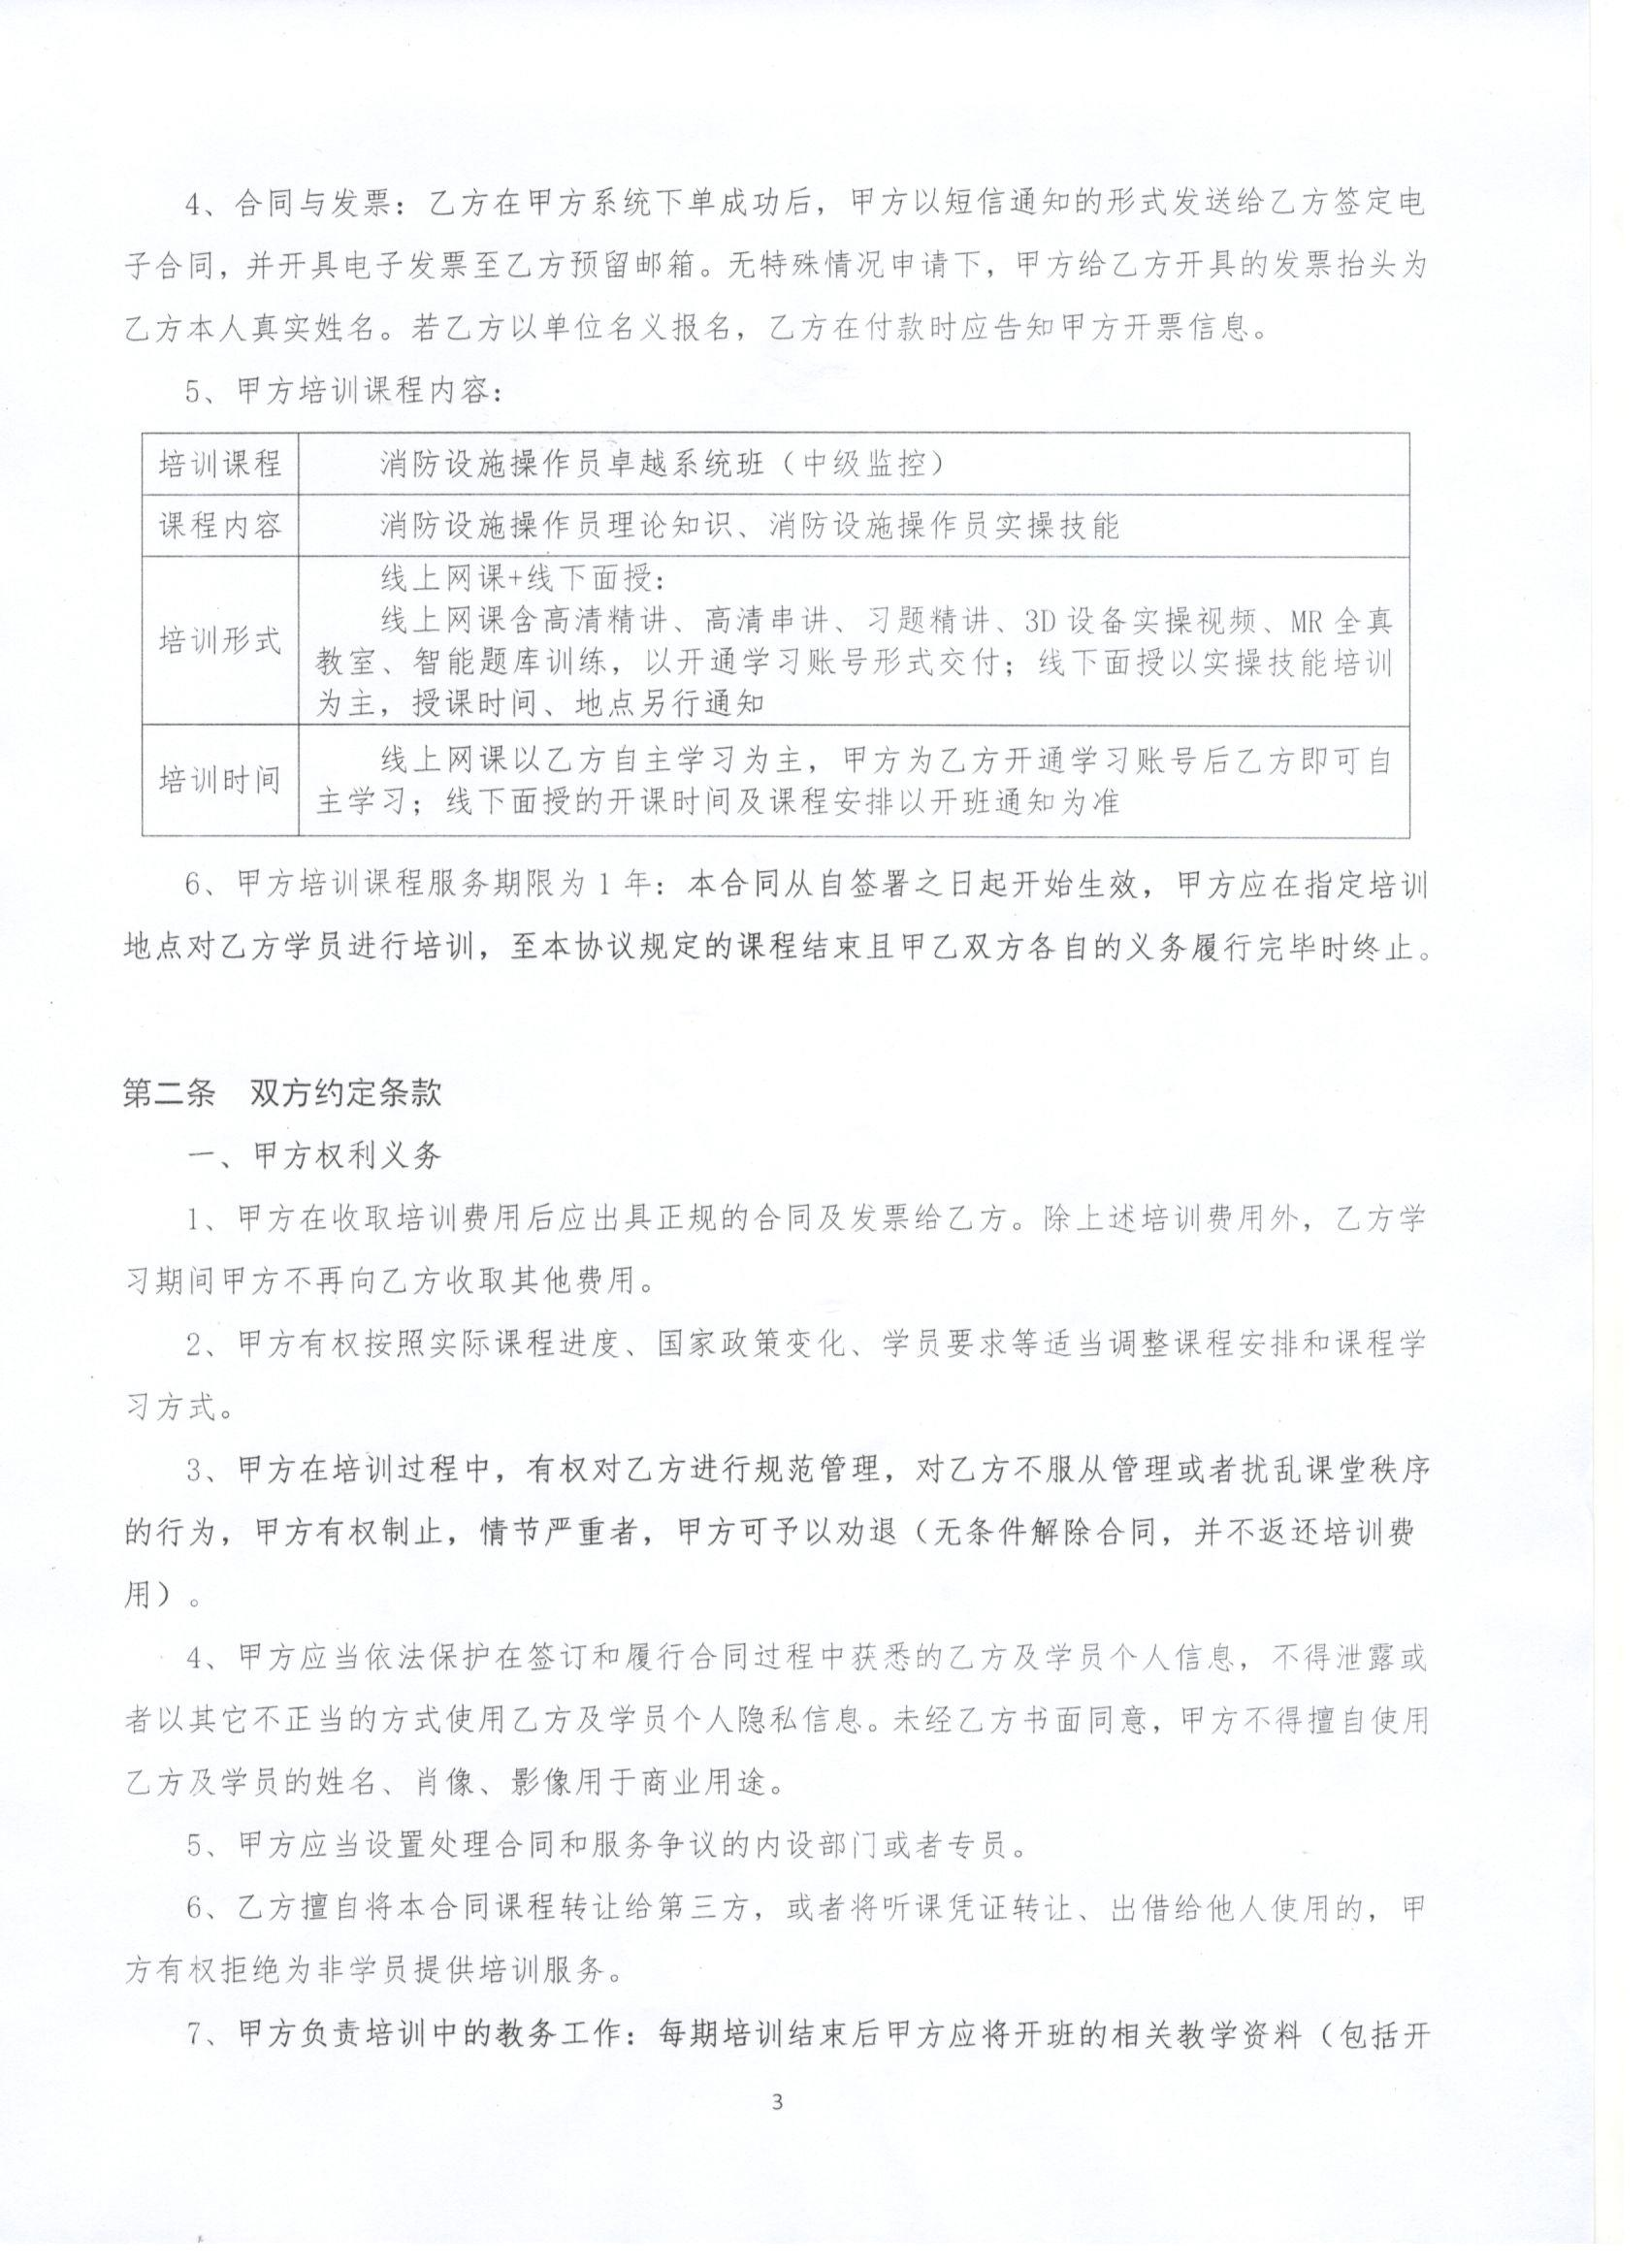 4、合同与发票：乙方在甲方系统下单成功后，甲方以短信通知的形式发送给乙方签定电
子合同，并开具电子发票至乙方预留邮箱。无特殊情况申请下，甲方给乙方开具的发票抬头为
乙方本人真实姓名。若乙方以单位名义报名，乙方在付款时应告知甲方开票信息。
5、甲方培训课程内容：
培训课程 消防设施操作员卓越系统班（中级监控）
课程内容 消防设施操作员理论知识、消防设施操作员实操技能
培训形式
线上网课+线下面授：
线上网课含高清精讲、高清串讲、习题精讲、3D 设备实操视频、MR 全真
教室、智能题库训练，以开通学习账号形式交付；线下面授以实操技能培训
为主，授课时间、地点另行通知
培训时间
线上网课以乙方自主学习为主，甲方为乙方开通学习账号后乙方即可自
主学习；线下面授的开课时间及课程安排以开班通知为准
6、甲方培训课程服务期限为 1 年：本合同从自签署之日起开始生效，甲方应在指定培训
地点对乙方学员进行培训，至本协议规定的课程结束且甲乙双方各自的义务履行完毕时终止。
第二条 双方约定条款
一、甲方权利义务
1、甲方在收取培训费用后应出具正规的合同及发票给乙方。除上述培训费用外，乙方学
习期间甲方不再向乙方收取其他费用。
2、甲方有权按照实际课程进度、国家政策变化、学员要求等适当调整课程安排和课程学
习方式。
3、甲方在培训过程中，有权对乙方进行规范管理，对乙方不服从管理或者扰乱课堂秩序
的行为，甲方有权制止，情节严重者，甲方可予以劝退（无条件解除合同，并不返还培训费
用）。
4、甲方应当依法保护在签订和履行合同过程中获悉的乙方及学员个人信息，不得泄露或
者以其它不正当的方式使用乙方及学员个人隐私信息。未经乙方书面同意，甲方不得擅自使用
乙方及学员的姓名、肖像、影像用于商业用途。
5、甲方应当设置处理合同和服务争议的内设部门或者专员。
6、乙方擅自将本合同课程转让给第三方，或者将听课凭证转让、出借给他人使用的，甲
方有权拒绝为非学员提供培训服务。
7、甲方负责培训中的教务工作：每期培训结束后甲方应将开班的相关教学资料（包括开
3